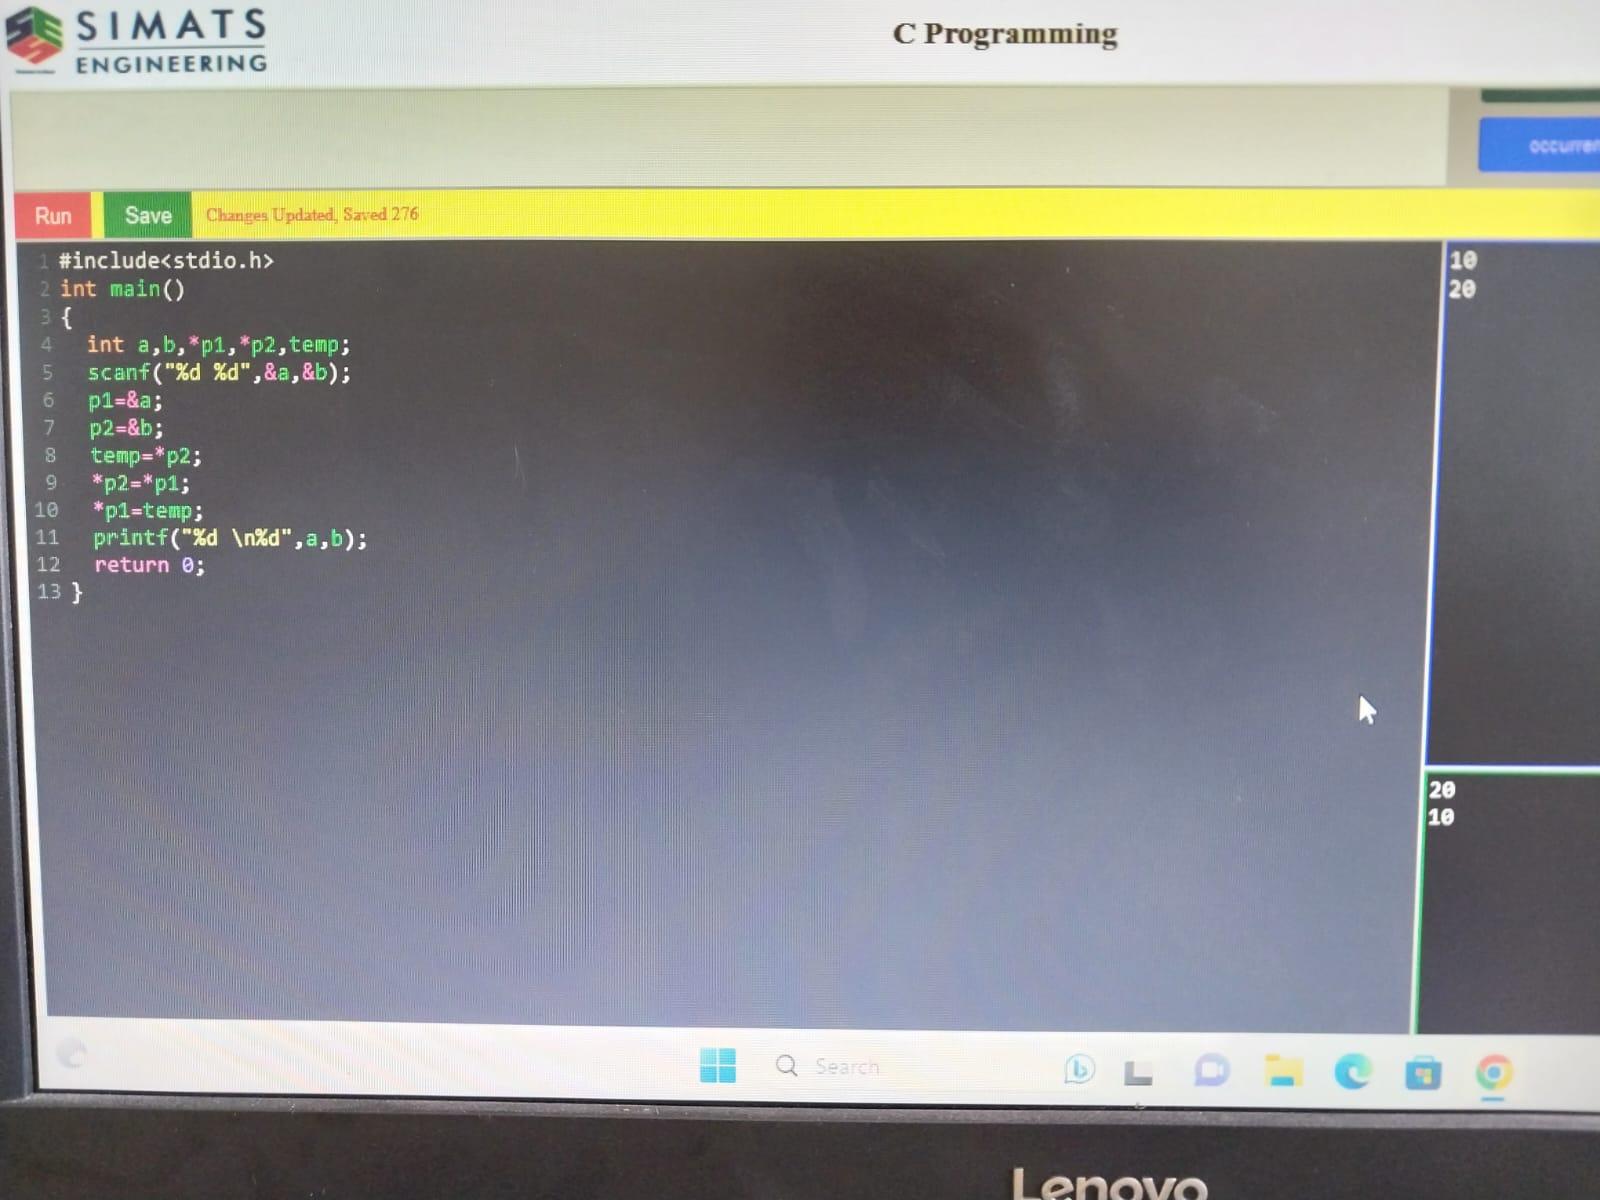 SIMATS
ENGINEERING
C Programming
Run
Save
Changes Updated, Saved 276
1 #include<stdio.h>
2 int main()
3 {
4 int a,b,*p1,*p2,temp;
5 scanf("%d %d",&a,&b);
6 p1=&a;
7 p2=&b;
8 temp=*p2;
9 *p2=*p1;
10 *p1=temp;
11 printf("%d \n%d",a,b);
12 return 0;
13 }
10
20
20
10
Search
Lenovo